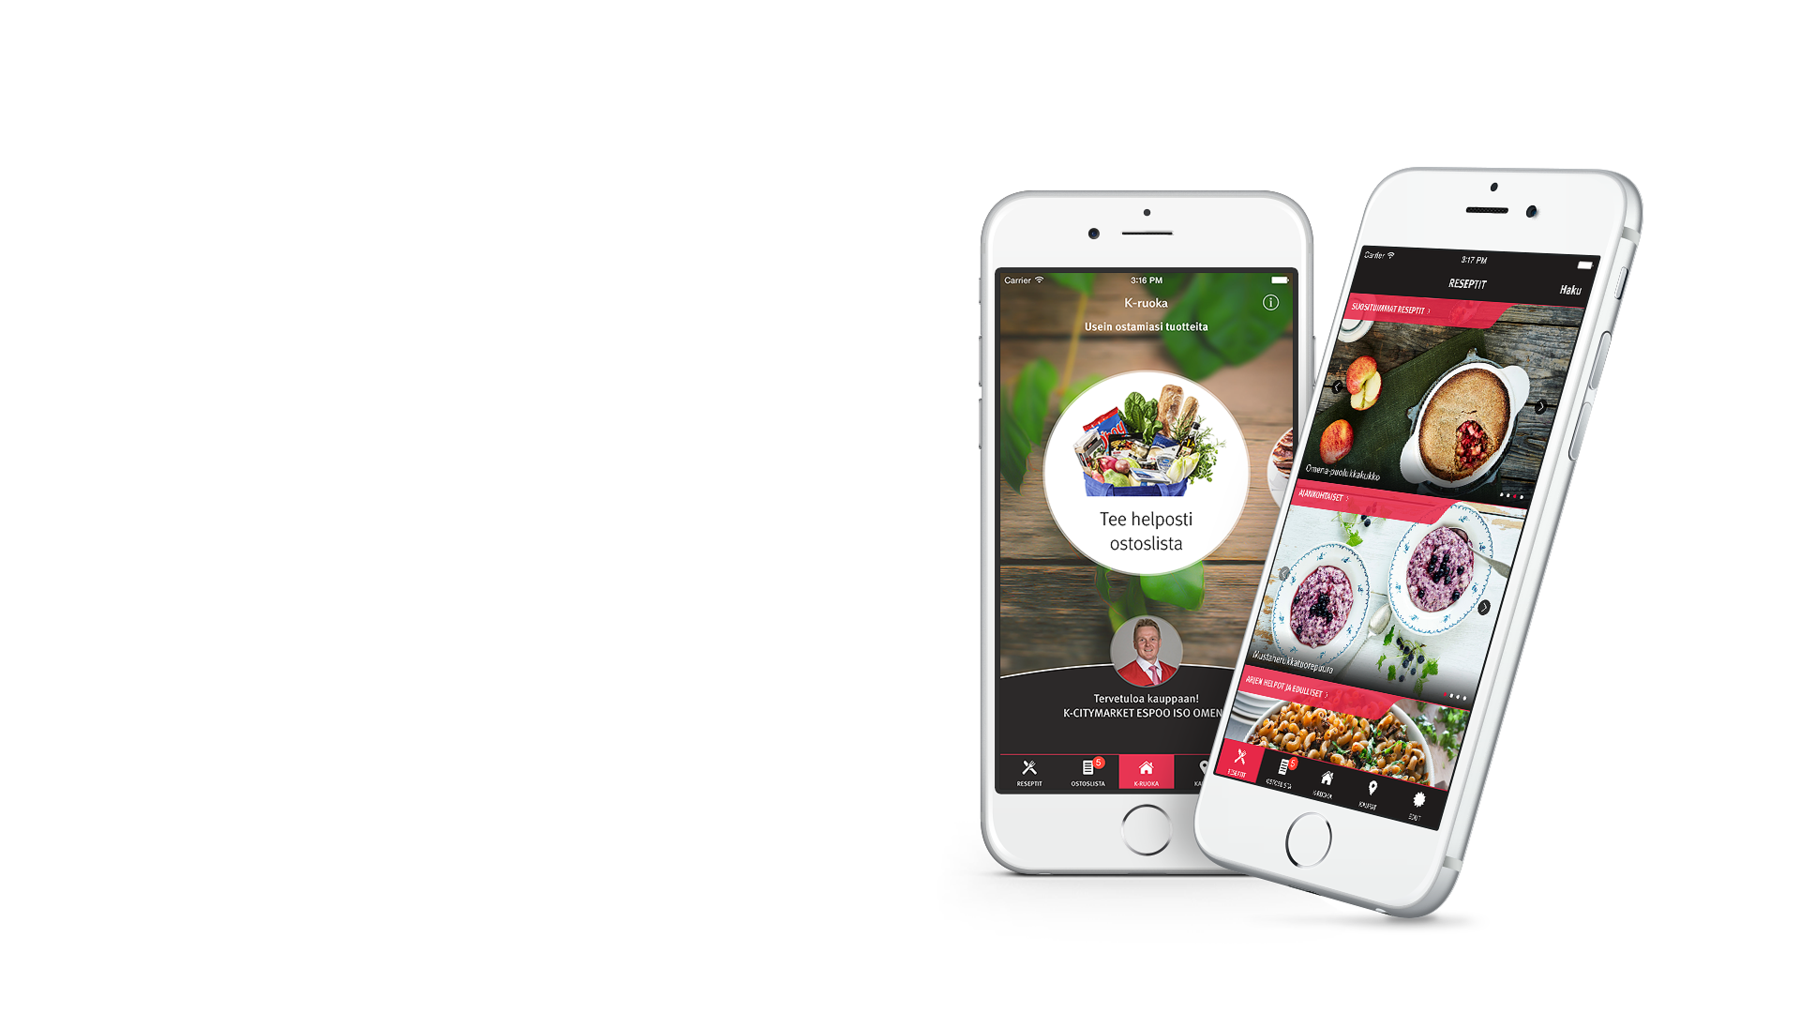 Carrier
3:16 PM
K-ruoka
Usein ostamiasi tuotteita
Tee helposti
ostoslista
Tervetuloa kauppaan!
K-CITYMARKET ESPOO ISO OMEN
RESEPTIT
5
OSTOSLISTA
K-RUOKA
KA
Carrier
3:17 PM
RESEPTIT
Haku
SUOSITUIMMAT RESEPTIT
Omena-puolukkakukko
AJANKOHTAISET
Mustaherukkatuorepuuro
ARJEN HELPOT JA EDULLISET
RESEPTIT
5
OSTOSLISTA
K-RUOKA
KAUPAT
EDUT